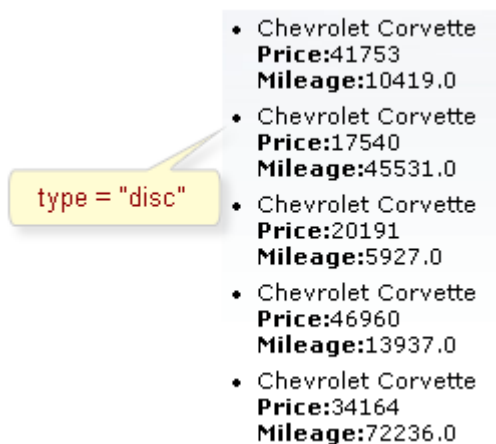 Chevrolet Corvette
Price:41753
Mileage:10419.0
Chevrolet Corvette
Price:17540
Mileage:45531.0
type = "disc"
Chevrolet Corvette
Price:20191
Mileage:5927.0
Chevrolet Corvette
Price:46960
Mileage:13937.0
Chevrolet Corvette
Price:34164
Mileage:72236.0